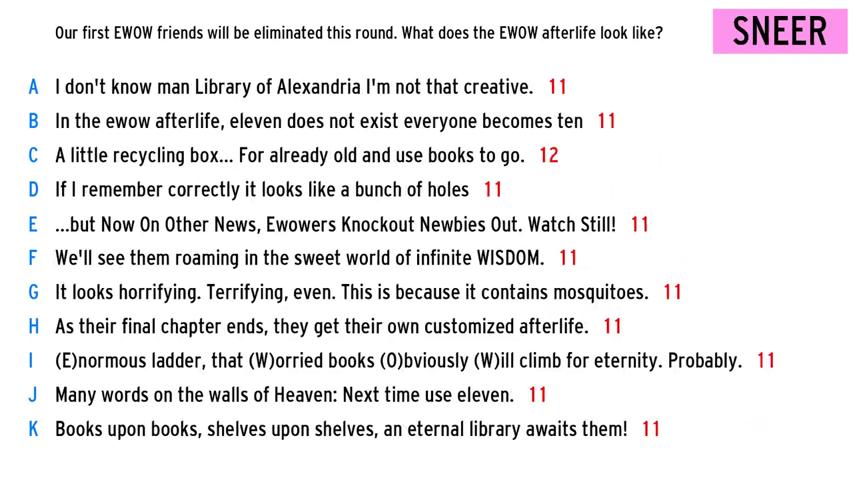 Our first EWOW friends will be eliminated this round. What does the EWOW afterlife look like?
SNEER
A I don't know man Library of Alexandria I'm not that creative. 11
B In the ewow afterlife, eleven does not exist everyone becomes ten 11
C A little recycling box... For already old and use books to go. 12
D If I remember correctly it looks like a bunch of holes 11
E ...but Now On Other News, Ewowers Knockout Newbies Out. Watch Still! 11
F We'll see them roaming in the sweet world of infinite WISDOM. 11
G It looks horrifying. Terrifying, even. This is because it contains mosquitoes. 11
H As their final chapter ends, they get their own customized afterlife. 11
I (E)normous ladder, that (W)orried books (O)bviously (W)ill climb for eternity. Probably. 11
J Many words on the walls of Heaven: Next time use eleven. 11
K Books upon books, shelves upon shelves, an eternal library awaits them! 11